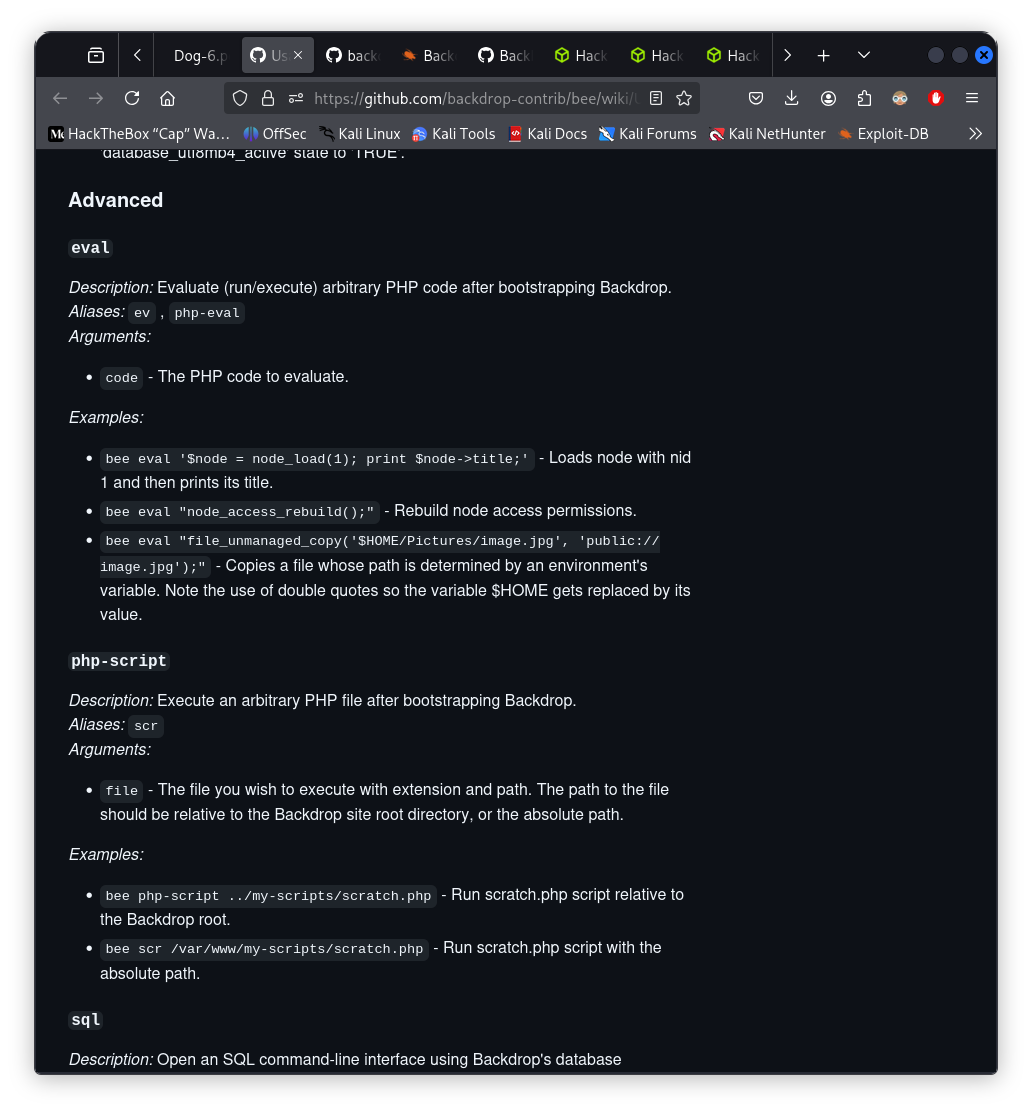 Dog-6.p
Us
back
Back
Back
Hack
Hack
Hack
https://github.com/backdrop-contrib/bee/wiki/
HackTheBox “Cap” Wa…
OffSec
Kali Linux
Kali Tools
Kali Docs
Kali Forums
Kali NetHunter
Exploit-DB
'database_utf8mb4_active' state to 'TRUE'.
Advanced
eval
Description: Evaluate (run/execute) arbitrary PHP code after bootstrapping Backdrop.
Aliases: ev , php-eval
Arguments:
• code - The PHP code to evaluate.
Examples:
• bee eval '$node = node_load(1); print $node->title;' - Loads node with nid
1 and then prints its title.
• bee eval "node_access_rebuild();" - Rebuild node access permissions.
• bee eval "file_unmanaged_copy('$HOME/Pictures/image.jpg', 'public://
image.jpg');" - Copies a file whose path is determined by an environment's
variable. Note the use of double quotes so the variable $HOME gets replaced by its
value.
php-script
Description: Execute an arbitrary PHP file after bootstrapping Backdrop.
Aliases: scr
Arguments:
• file - The file you wish to execute with extension and path. The path to the file
should be relative to the Backdrop site root directory, or the absolute path.
Examples:
• bee php-script ../my-scripts/scratch.php - Run scratch.php script relative to
the Backdrop root.
• bee scr /var/www/my-scripts/scratch.php - Run scratch.php script with the
absolute path.
sql
Description: Open an SQL command-line interface using Backdrop's database